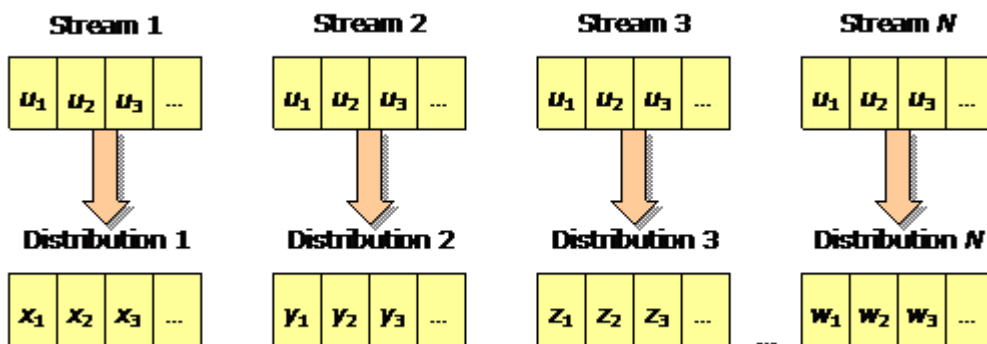 Stream 1 Stream 2 Stream 3 Stream N
u₁ u₂ u₃ ... u₁ u₂ u₃ ... u₁ u₂ u₃ ... u₁ u₂ u₃ ...
Distribution 1 Distribution 2 Distribution 3 Distribution N
x₁ x₂ x₃ ... y₁ y₂ y₃ ... z₁ z₂ z₃ ... ... w₁ w₂ w₃ ...